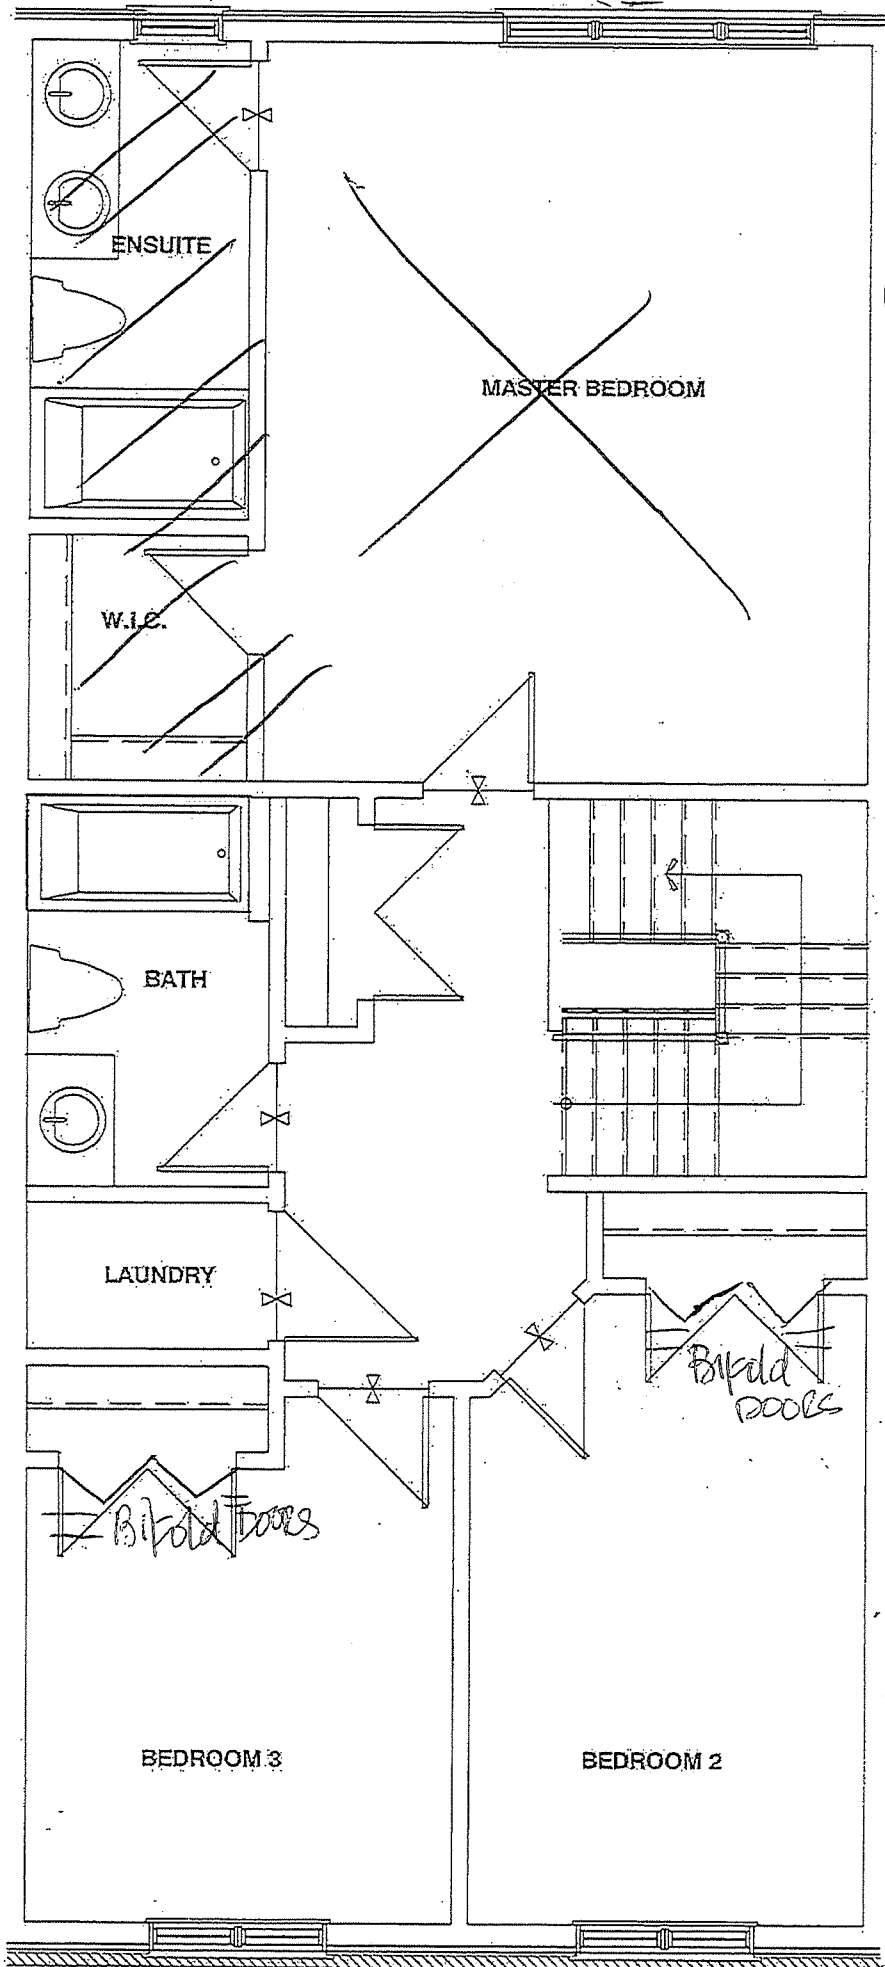 ENSUITE
MASTER BEDROOM
W.I.C.
BATH
LAUNDRY
Bifold
DOORS
Bifold DOORS
BEDROOM 3
BEDROOM 2